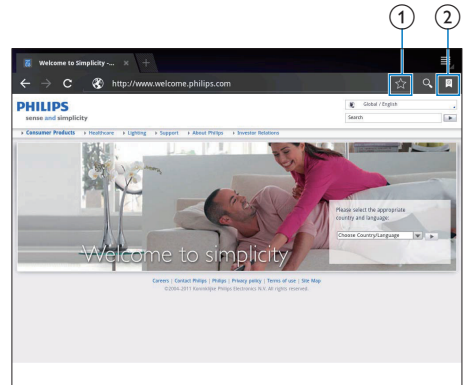 1 2
Welcome to Simplicity -... × +
http://www.welcome.philips.com
PHILIPS
sense and simplicity
Global / English
Search
Consumer Products Healthcare Lighting Support About Philips Investor Relations
Please select the appropriate
country and language:
Choose Country/Language
Welcome to simplicity
Careers | Contact Philips | Philips | Privacy policy | Terms of use | Site Map
©2004-2011 Koninklijke Philips Electronics N.V. All rights reserved.